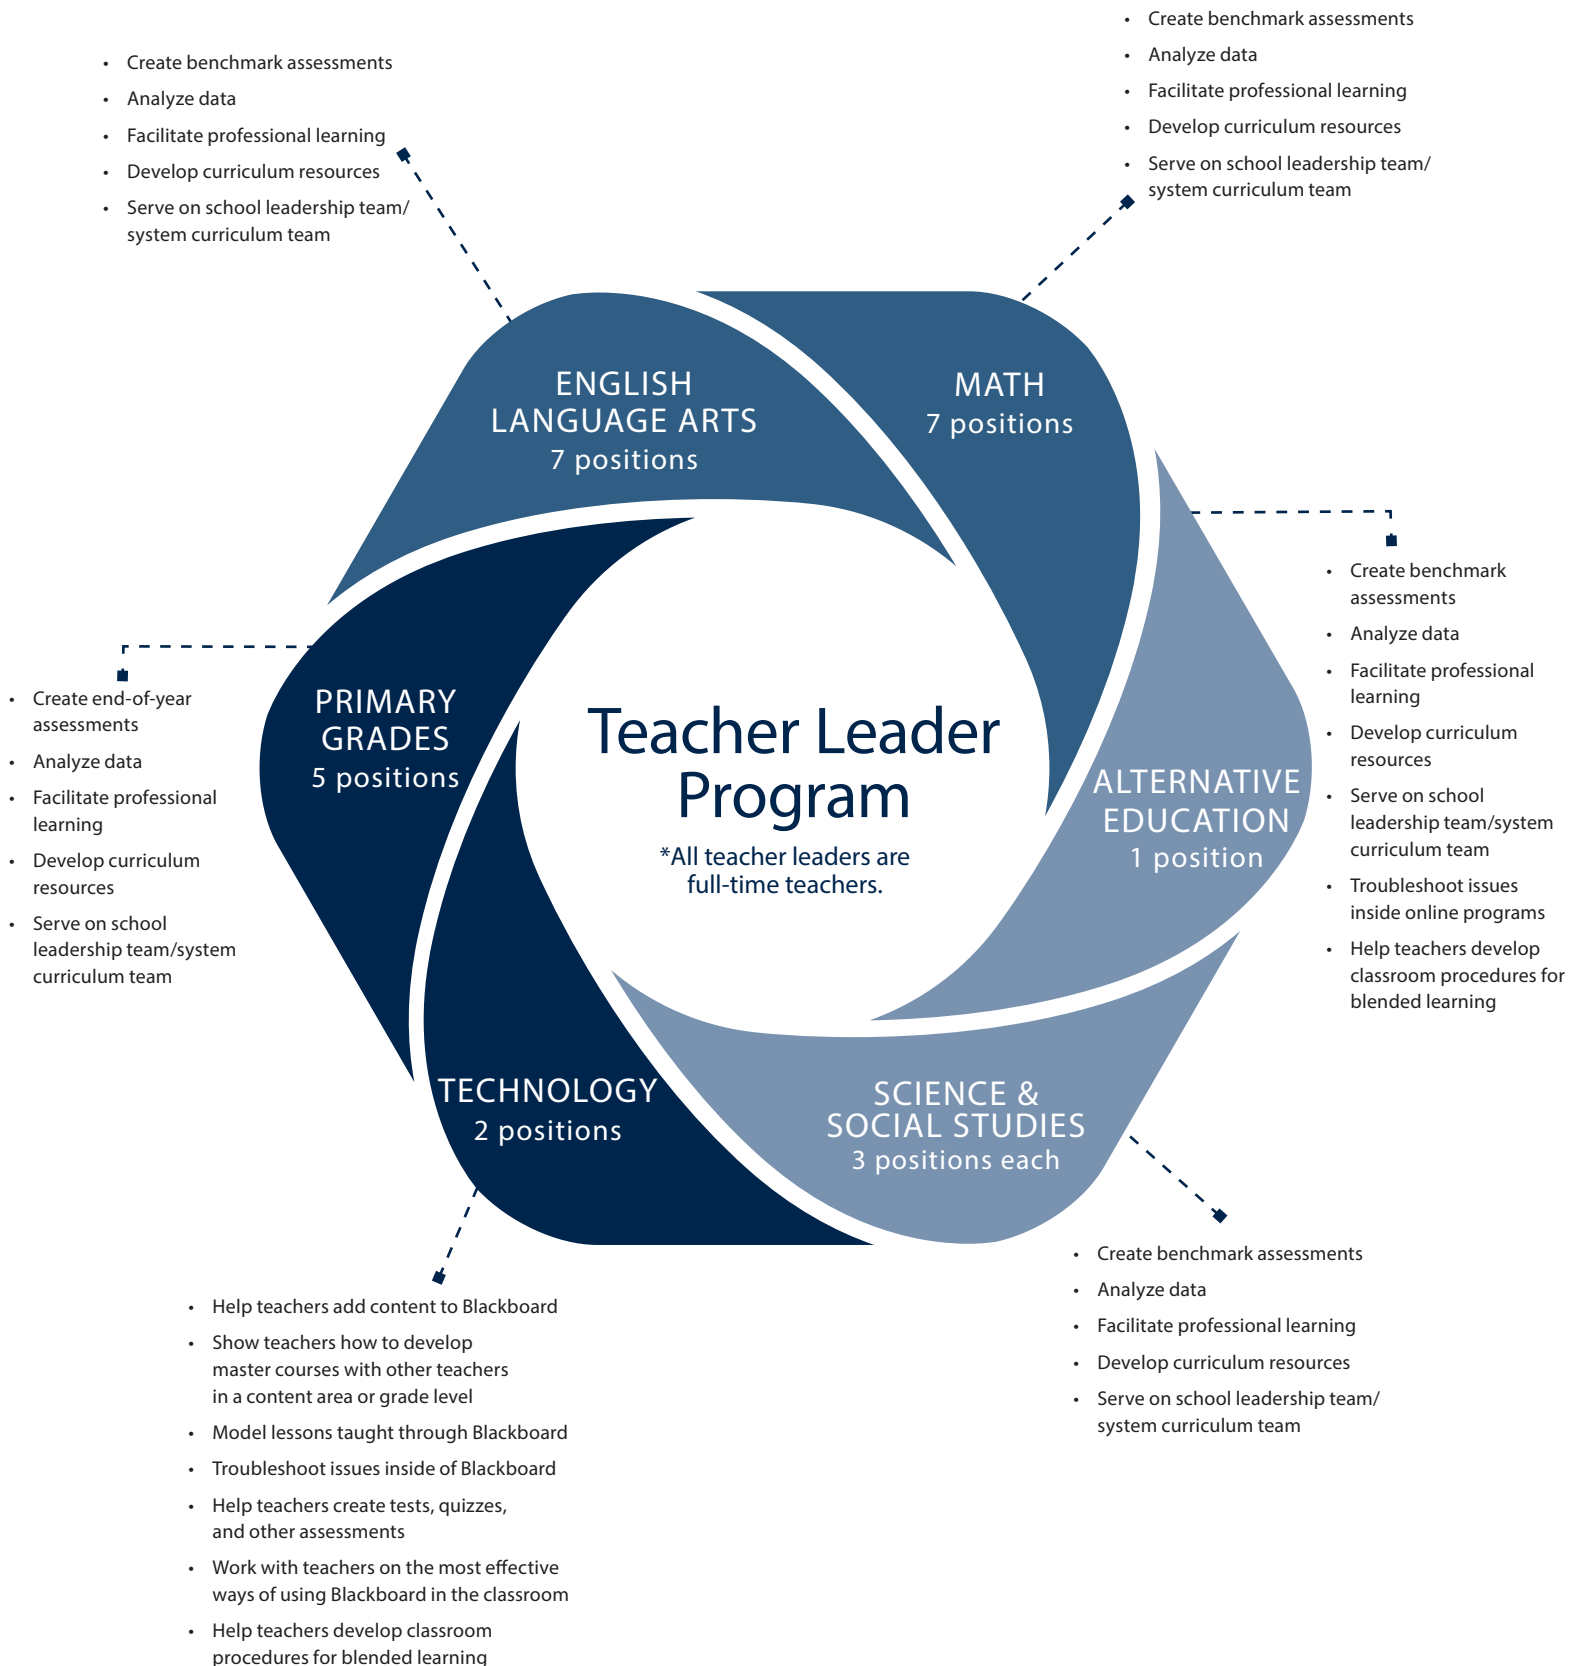 • Create benchmark assessments
• Analyze data
• Facilitate professional learning
• Develop curriculum resources
• Serve on school leadership team/
system curriculum team
• Create benchmark assessments
• Analyze data
• Facilitate professional learning
• Develop curriculum resources
• Serve on school leadership team/
system curriculum team
ENGLISH
LANGUAGE ARTS
7 positions
MATH
7 positions
• Create benchmark
assessments
• Analyze data
• Facilitate professional
learning
• Develop curriculum
resources
• Serve on school
leadership team/system
curriculum team
• Troubleshoot issues
inside online programs
• Help teachers develop
classroom procedures for
blended learning
• Create end-of-year
assessments
• Analyze data
• Facilitate professional
learning
• Develop curriculum
resources
• Serve on school
leadership team/system
curriculum team
PRIMARY
GRADES
5 positions
Teacher Leader
Program
*All teacher leaders are
full-time teachers.
ALTERNATIVE
EDUCATION
1 position
TECHNOLOGY
2 positions
SCIENCE &
SOCIAL STUDIES
3 positions each
• Create benchmark assessments
• Analyze data
• Facilitate professional learning
• Develop curriculum resources
• Serve on school leadership team/
system curriculum team
• Help teachers add content to Blackboard
• Show teachers how to develop
master courses with other teachers
in a content area or grade level
• Model lessons taught through Blackboard
• Troubleshoot issues inside of Blackboard
• Help teachers create tests, quizzes,
and other assessments
• Work with teachers on the most effective
ways of using Blackboard in the classroom
• Help teachers develop classroom
procedures for blended learning